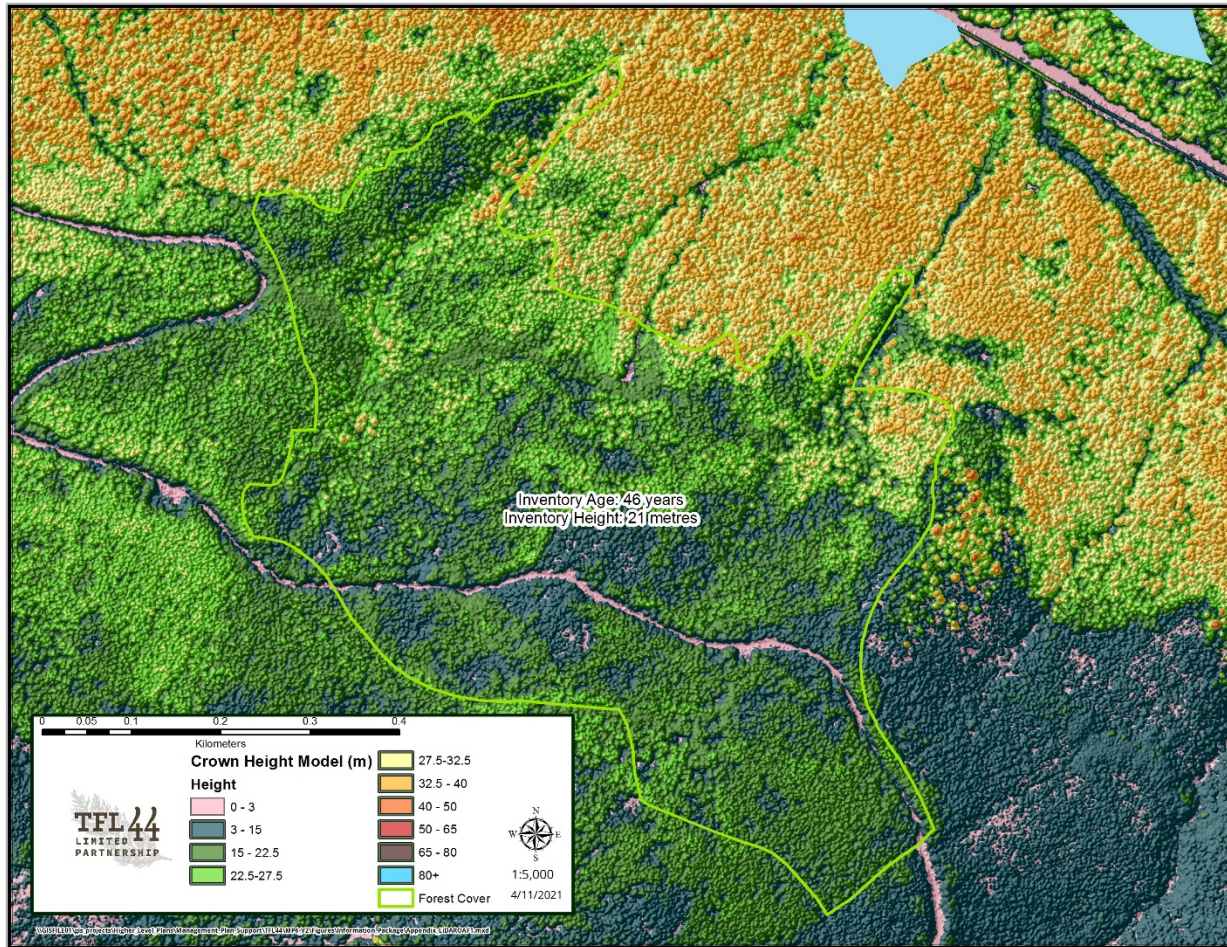 Inventory Age: 46 years
Inventory Height: 21 metres
0 0.05 0.1 0.2 0.3 0.4
Kilometers
Crown Height Model (m)
Height
0 - 3
3 - 15
15 - 22.5
22.5-27.5
27.5-32.5
32.5 - 40
40 - 50
50 - 65
65 - 80
80+
Forest Cover
TFL 44
LIMITED
PARTNERSHIP
N
W E
S
1:5,000
4/11/2021